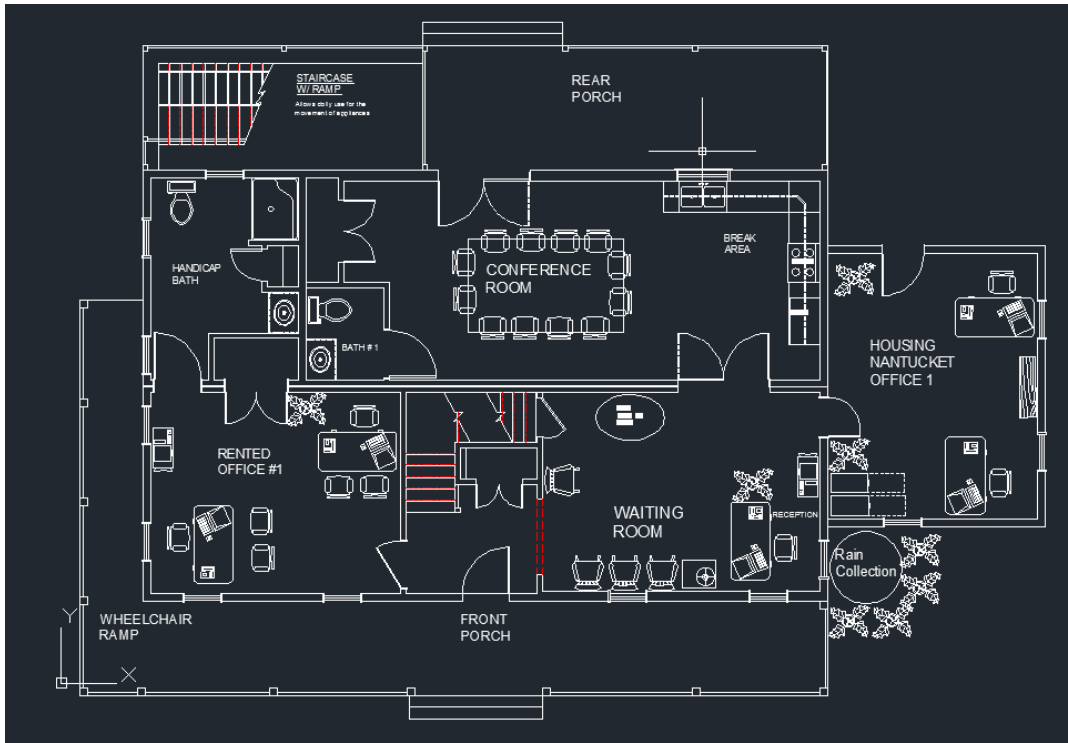 STAIRCASE
W/ RAMP
Allows dolly use for the
movement of appliances
REAR
PORCH
HANDICAP
BATH
CONFERENCE
ROOM
BREAK
AREA
BATH #1
HOUSING
NANTUCKET
OFFICE 1
RENTED
OFFICE #1
WAITING
ROOM
RECEPTION
Rain
Collection
WHEELCHAIR
RAMP
FRONT
PORCH
Y
X